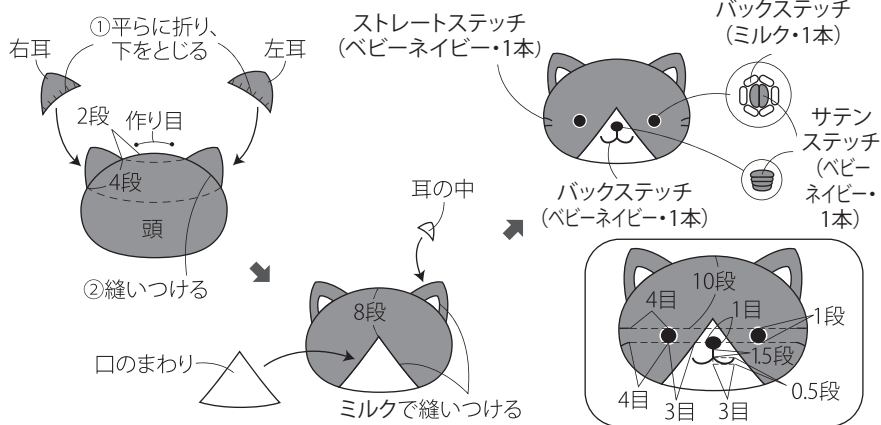 ①平らに折り、
下をとじる
右耳
左耳
2段
作り目
4段
頭
②縫いつける
耳の中
8段
口のまわり
ミルクで縫いつける
ストレートステッチ
(ベビーネイビー・1本)
バックステッチ
(ミルク・1本)
サテン
ステッチ
(ベビー
ネイビー・
1本)
バックステッチ
(ベビーネイビー・1本)
10段
4目
1目
1段
1.5段
0.5段
4目
3目
3目